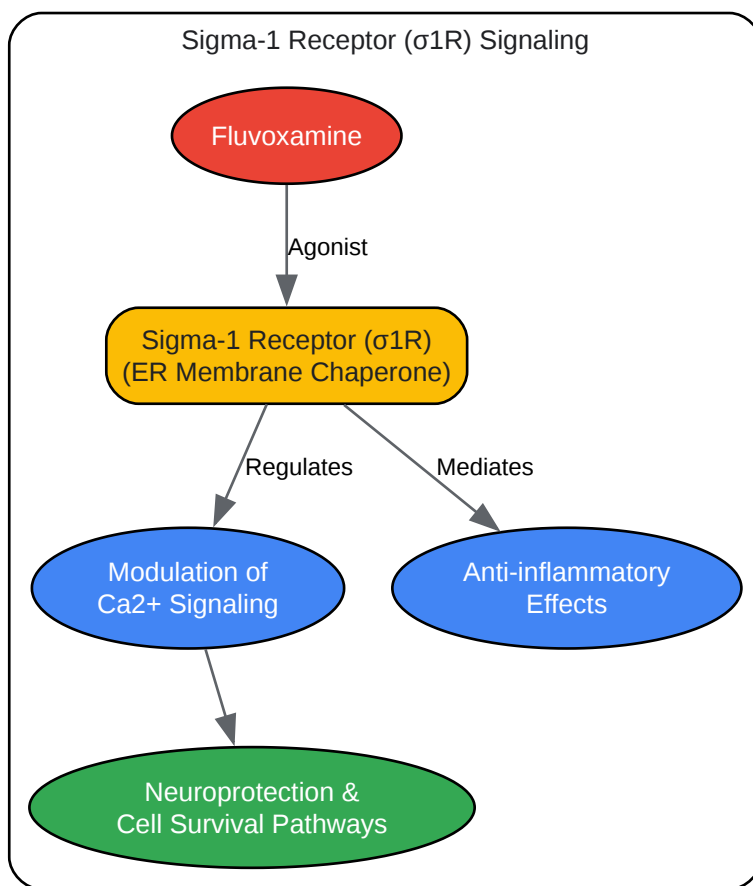 Sigma-1 Receptor (σ1R) Signaling
Fluvoxamine
Agonist
Sigma-1 Receptor (σ1R)
(ER Membrane Chaperone)
Regulates
Mediates
Modulation of
Ca2+ Signaling
Anti-inflammatory
Effects
Neuroprotection &
Cell Survival Pathways